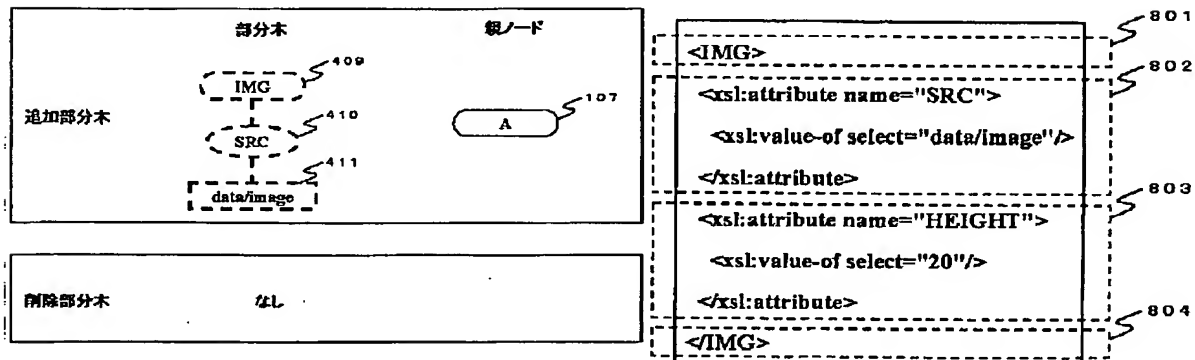 部分木 親ノード
409
IMG
追加部分木
410
SRC
107
A
411
data/image
削除部分木 なし
801
<IMG>
802
<xsl:attribute name="SRC">
<xsl:value-of select="data/image"/>
</xsl:attribute>
803
<xsl:attribute name="HEIGHT">
<xsl:value-of select="20"/>
</xsl:attribute>
804
</IMG>